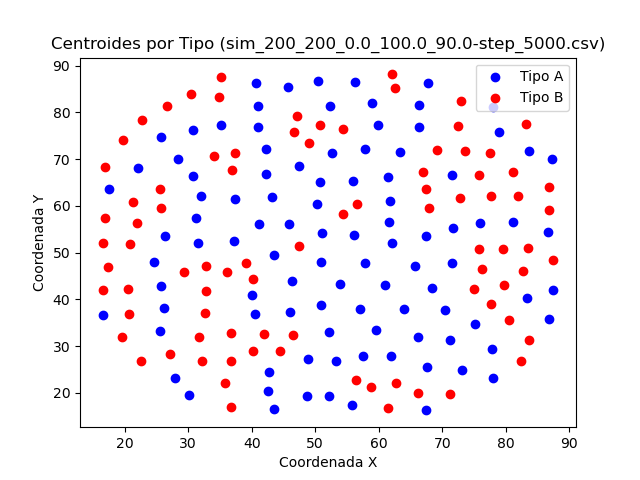 Centroides por Tipo (sim_200_200_0.0_100.0_90.0-step_5000.csv)
Tipo A
Tipo B
90
80
70
60
50
40
30
20
Coordenada Y
20 30 40 50 60 70 80 90
Coordenada X